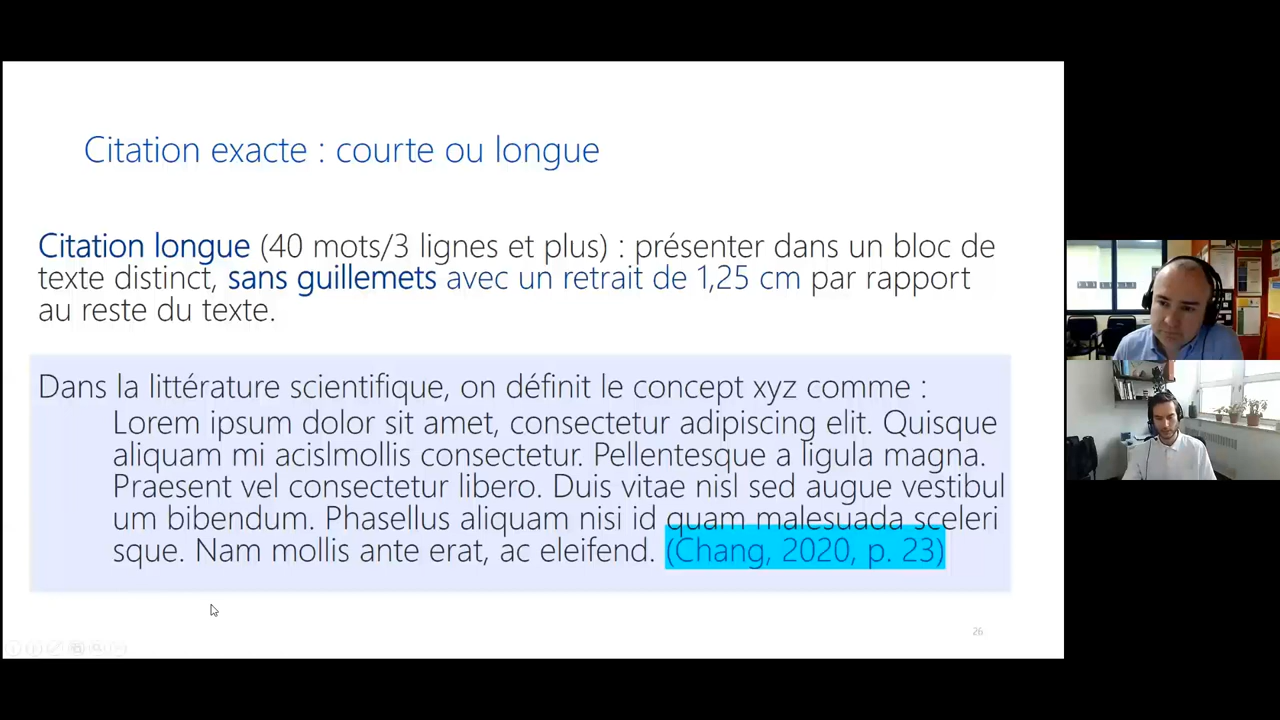 Citation exacte : courte ou longue
Citation longue (40 mots/3 lignes et plus) : présenter dans un bloc de
texte distinct, sans guillemets avec un retrait de 1,25 cm par rapport
au reste du texte.
Dans la littérature scientifique, on définit le concept xyz comme :
Lorem ipsum dolor sit amet, consectetur adipiscing elit. Quisque
aliquam mi acislmollis consectetur. Pellentesque a ligula magna.
Praesent vel consectetur libero. Duis vitae nisl sed augue vestibul
um bibendum. Phasellus aliquam nisi id quam malesuada sceleri
sque. Nam mollis ante erat, ac eleifend. (Chang, 2020, p. 23)
26